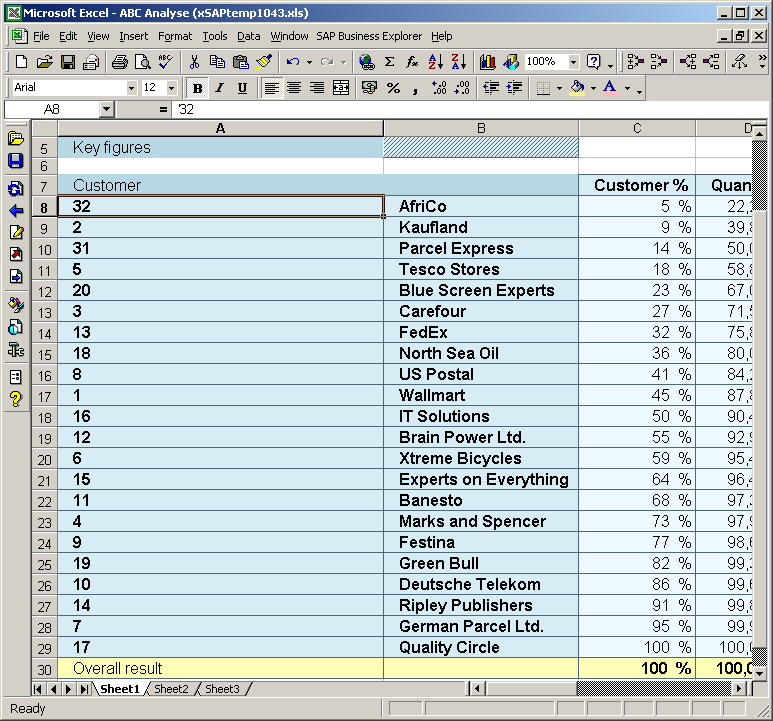 Microsoft Excel - ABC Analyse (xSAPtemp1043.xls)
File Edit View Insert Format Tools Data Window SAP Business Explorer Help
100%
Arial 12 B I U % ,
A8 = '32
A B C D
5 Key figures
6
7 Customer Customer % Quan
8 32 AfriCo 5 % 22,
9 2 Kaufland 9 % 39,8
10 31 Parcel Express 14 % 50,0
11 5 Tesco Stores 18 % 58,8
12 20 Blue Screen Experts 23 % 67,0
13 3 Carefour 27 % 71,5
14 13 FedEx 32 % 75,8
15 18 North Sea Oil 36 % 80,0
16 8 US Postal 41 % 84,2
17 1 Wallmart 45 % 87,8
18 16 IT Solutions 50 % 90,4
19 12 Brain Power Ltd. 55 % 92,9
20 6 Xtreme Bicycles 59 % 95,4
21 15 Experts on Everything 64 % 96,4
22 11 Banesto 68 % 97,3
23 4 Marks and Spencer 73 % 97,9
24 9 Festina 77 % 98,6
25 19 Green Bull 82 % 99,3
26 10 Deutsche Telekom 86 % 99,6
27 14 Ripley Publishers 91 % 99,8
28 7 German Parcel Ltd. 95 % 99,9
29 17 Quality Circle 100 % 100,0
30 Overall result 100 % 100,0
Sheet1 Sheet2 Sheet3
Ready